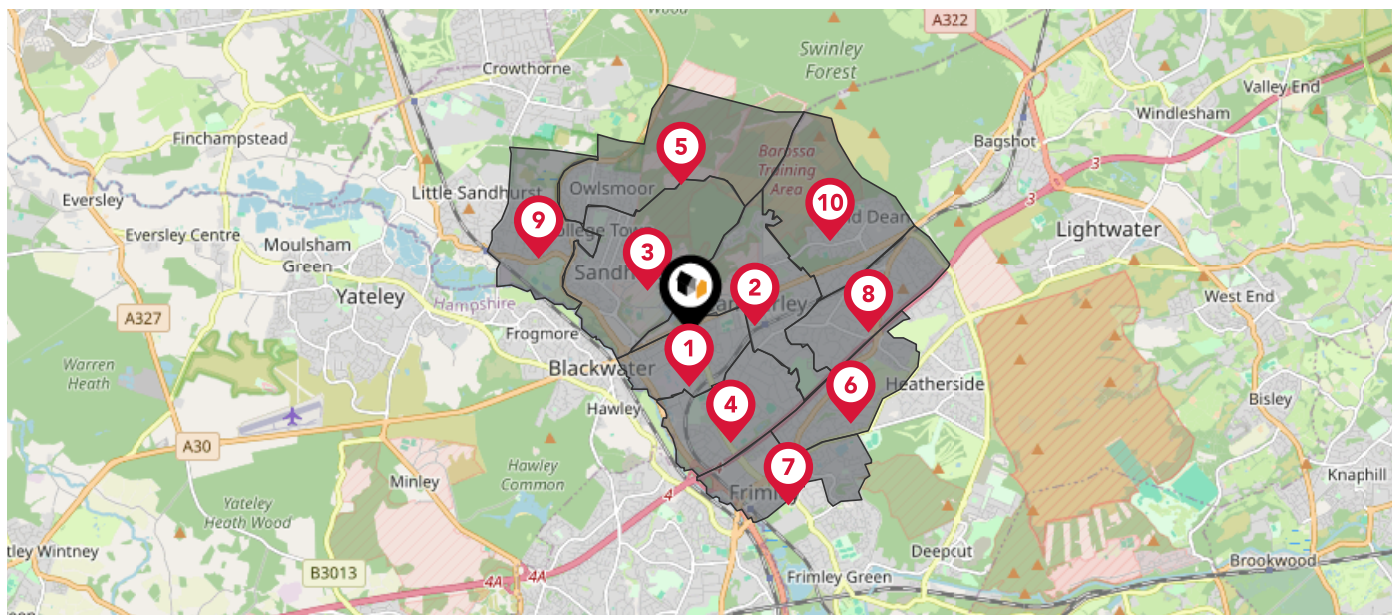 A322
Swinley
Forest
Crowthorne
Valley End
Windlesham
Finchampstead
Bagshot
3
5
Barossa
Training
Area
Owlsmoor
Little Sandhurst
Eversley
3
10
9
Eversley Centre
Lightwater
Moulsham
Green
3
2
8
Yateley
Hampshire
West End
A327
Frogmore
1
Blackwater
Warren
Heath
6
Heatherside
4
Hawley
Bisley
A30
7
Hawley
Common
Minley
Knaphill
4
Yateley
Heath Wood
tley Wintney
Deepcut
Brookwood
B3013
4A
4A
Frimley Green